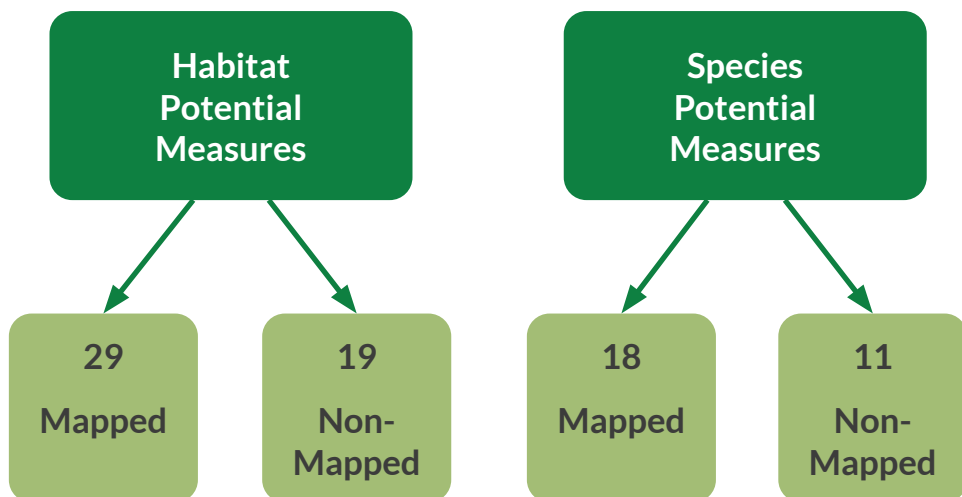 Habitat
Potential
Measures
Species
Potential
Measures
29
Mapped
19
Non-
Mapped
18
Mapped
11
Non-
Mapped